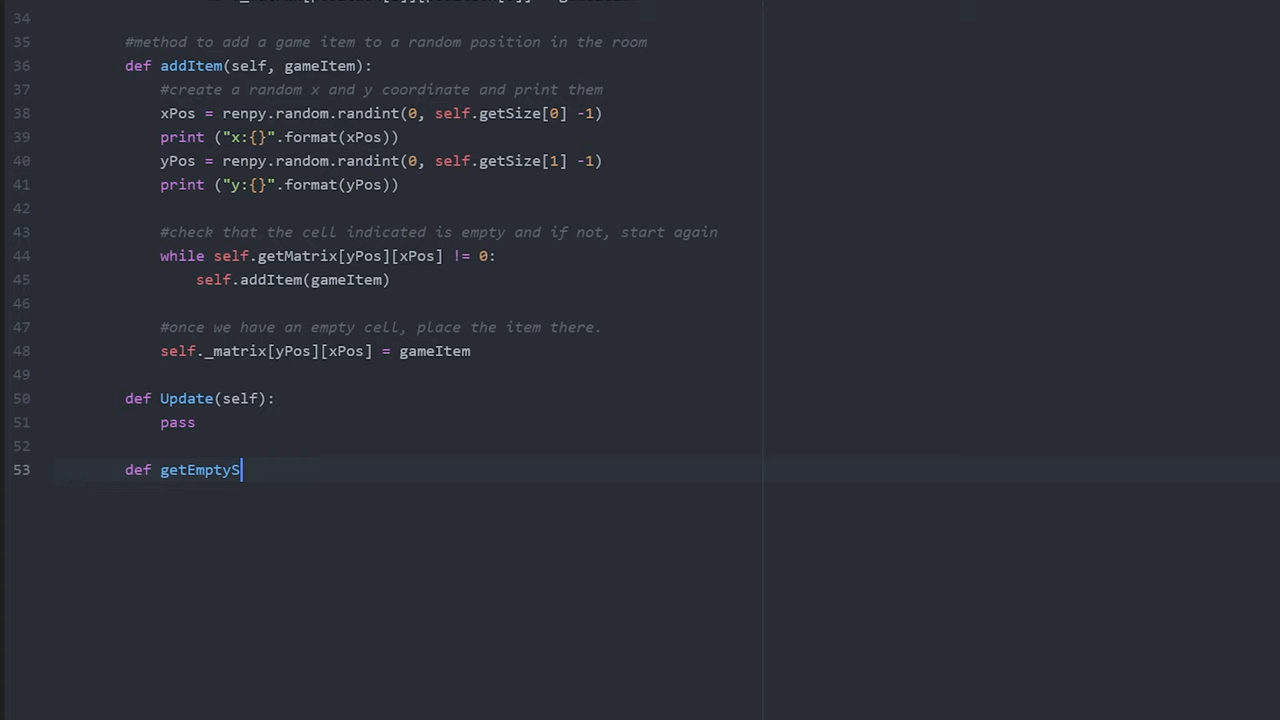 34
35 #method to add a game item to a random position in the room
36 def addItem(self, gameItem):
37 #create a random x and y coordinate and print them
38 xPos = renpy.random.randint(0, self.getSize[0] -1)
39 print ("x:{}".format(xPos))
40 yPos = renpy.random.randint(0, self.getSize[1] -1)
41 print ("y:{}".format(yPos))
42
43 #check that the cell indicated is empty and if not, start again
44 while self.getMatrix[yPos][xPos] != 0:
45 self.addItem(gameItem)
46
47 #once we have an empty cell, place the item there.
48 self._matrix[yPos][xPos] = gameItem
49
50 def Update(self):
51 pass
52
53 def getEmptyS